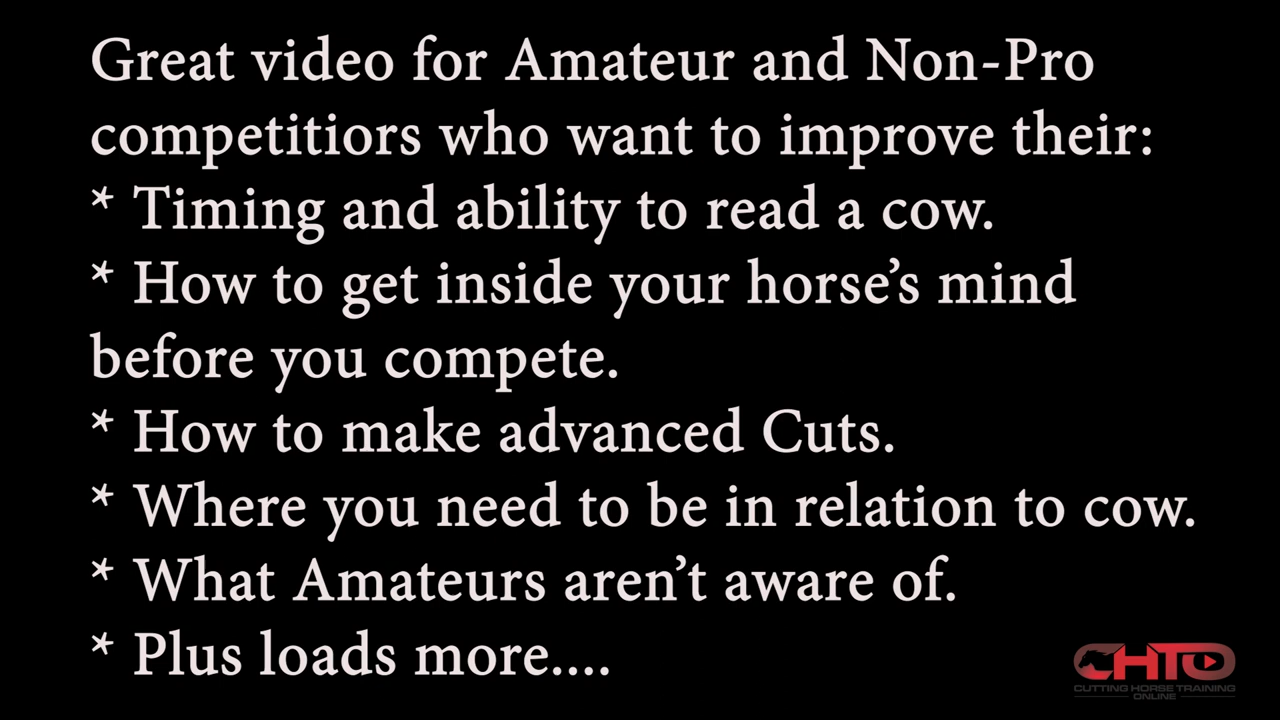 Great video for Amateur and Non-Pro
competitiors who want to improve their:
* Timing and ability to read a cow.
* How to get inside your horse’s mind
before you compete.
* How to make advanced Cuts.
* Where you need to be in relation to cow.
* What Amateurs aren’t aware of.
* Plus loads more....
CHTO
CUTTING HORSE TRAINING
ONLINE